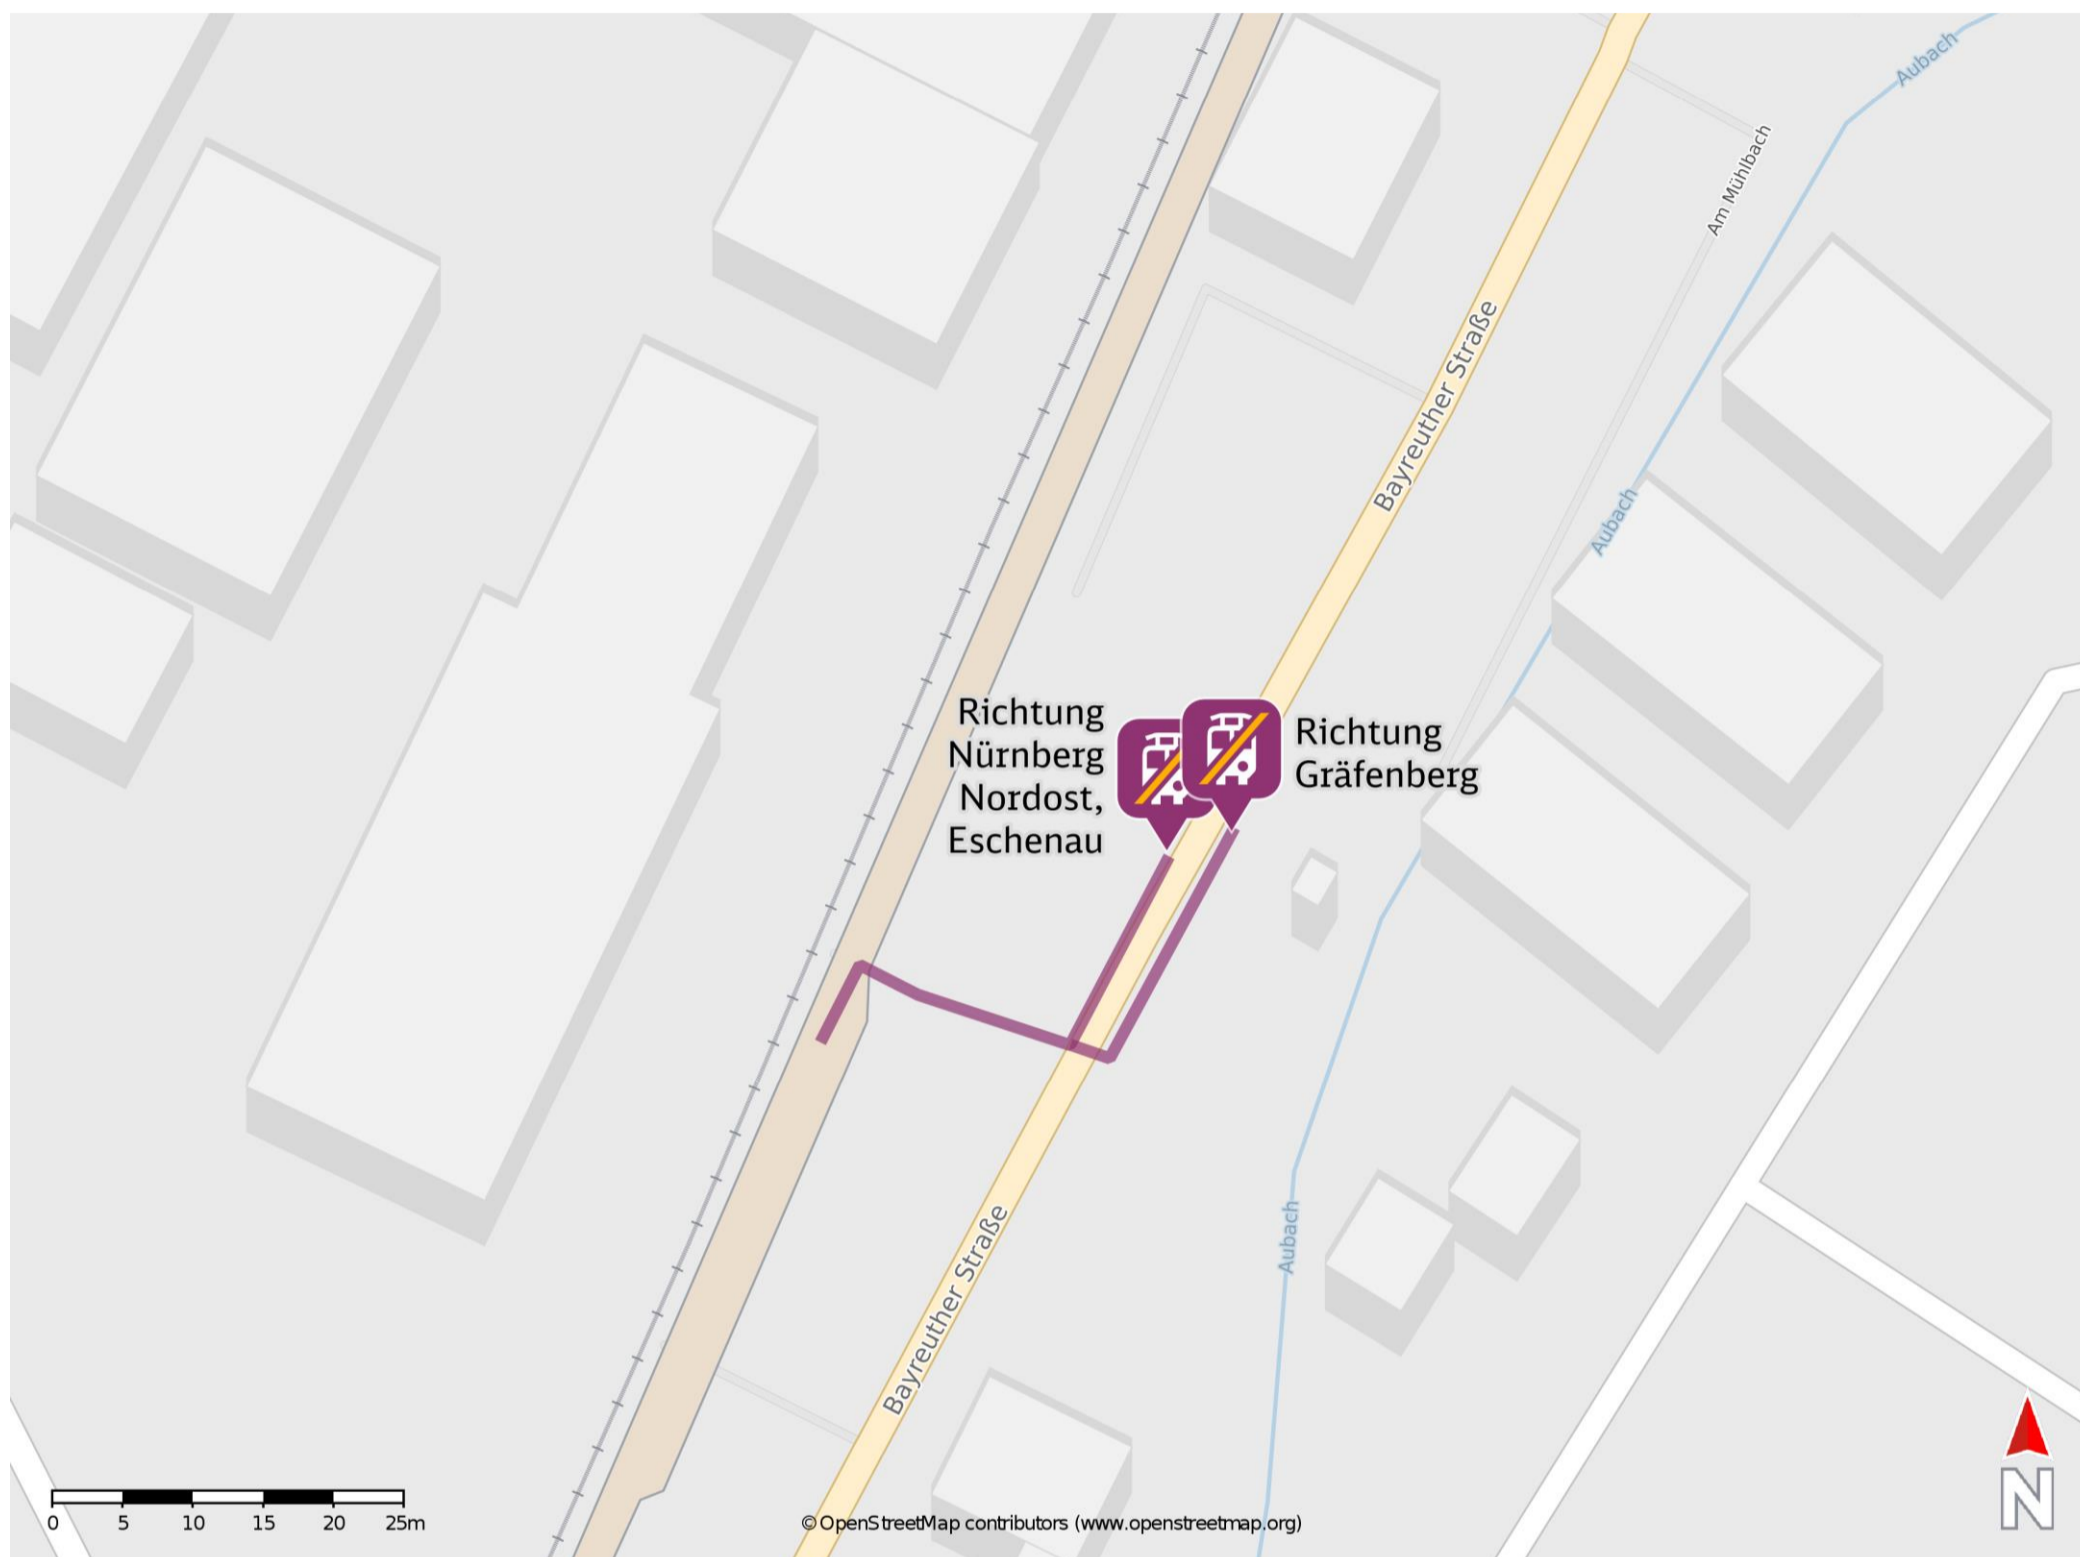 Aubach
Am Mühlbach
Bayreuther Straße
Aubach
Richtung
Nürnberg
Nordost,
Eschenau
Richtung
Gräfenberg
Bayreuther Straße
Aubach
0 5 10 15 20 25m
© OpenStreetMap contributors (www.openstreetmap.org)
N